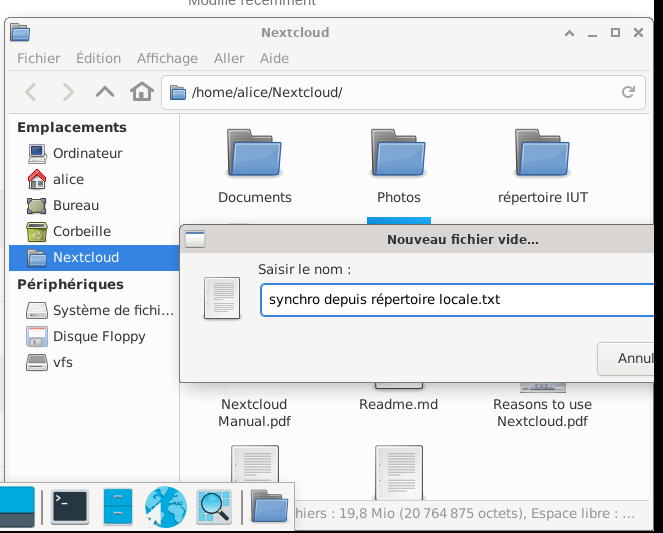 Modifié récemment
Nextcloud
Fichier Édition Affichage Aller Aide
/home/alice/Nextcloud/
Emplacements
Ordinateur
alice
Bureau
Corbeille
Nextcloud
Périphériques
Système de fichi...
Disque Floppy
vfs
Documents Photos répertoire IUT
Nouveau fichier vide...
Saisir le nom :
synchro depuis répertoire locale.txt
Annul
Nextcloud Manual.pdf
Readme.md
Reasons to use Nextcloud.pdf
hiers : 19,8 Mio (20 764 875 octets), Espace libre : ...